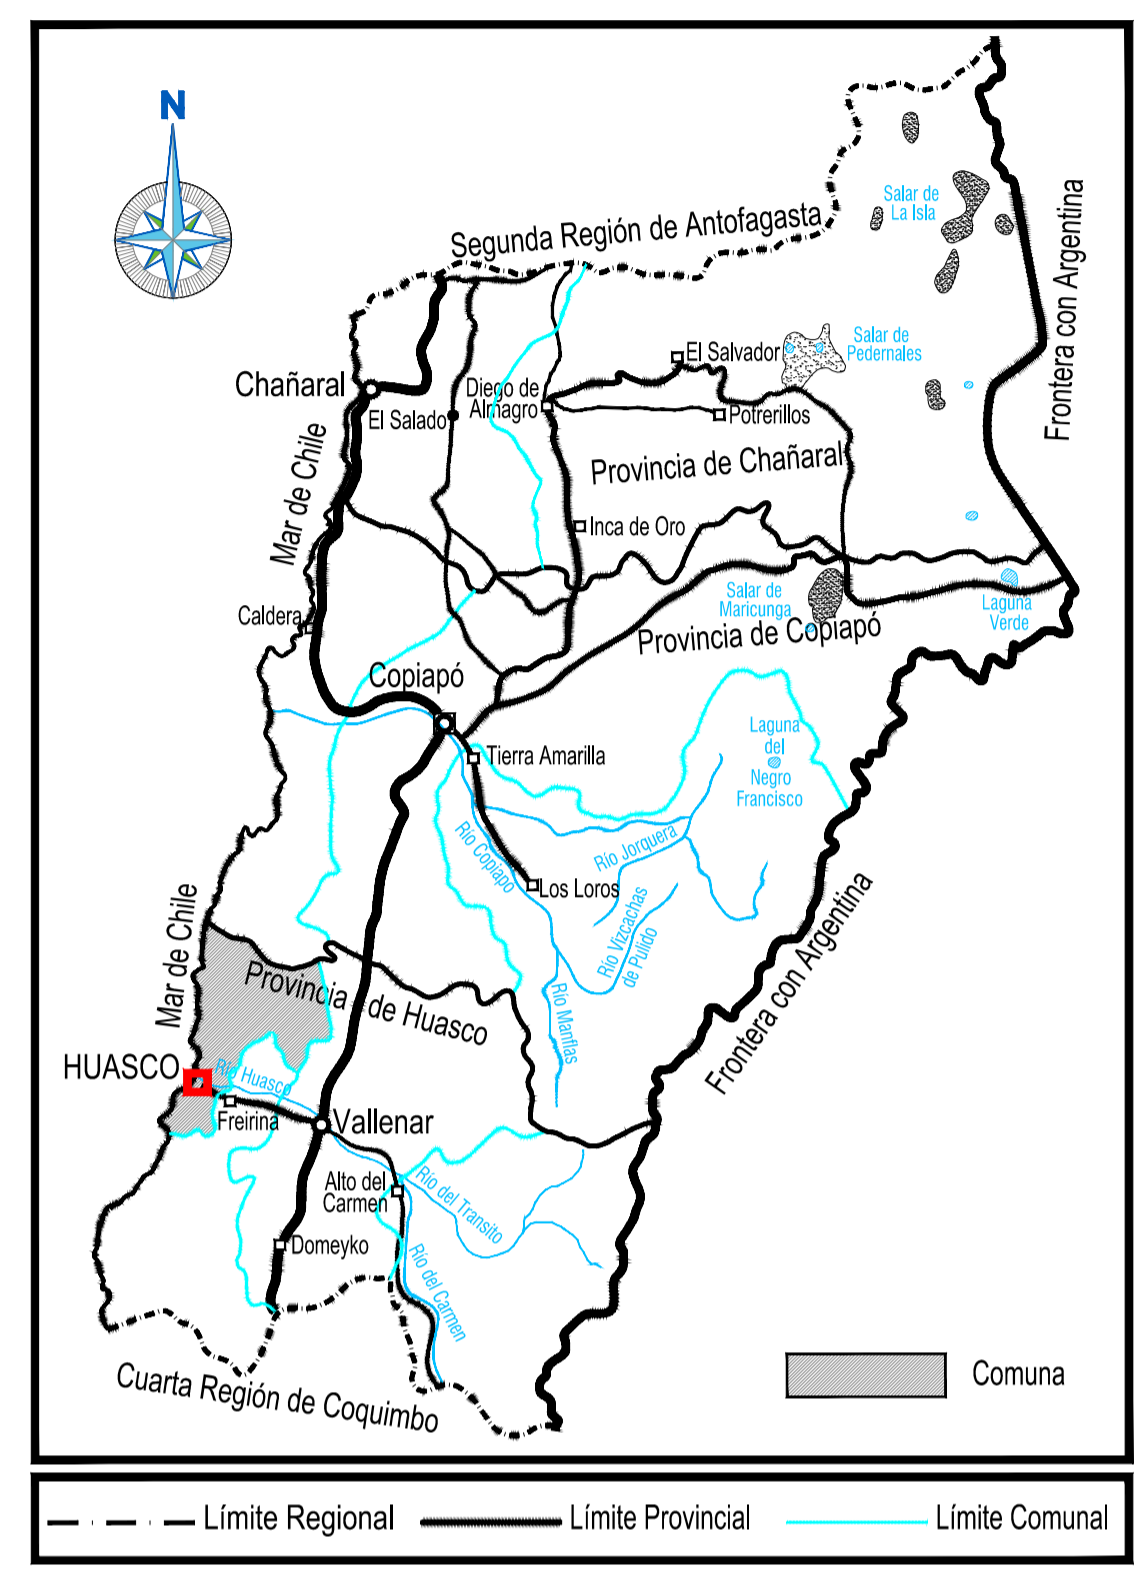 N
Segunda Región de Antofagasta
Salar de
La Isla
Frontera con Argentina
Salar de
Pedernales
El Salvador
Chañaral
Diego de
Almagro
El Salado
Potrerillos
Provincia de Chañaral
Mar de Chile
Inca de Oro
Salar de
Maricunga
Laguna
Verde
Caldera
Provincia de Copiapó
Copiapó
Laguna
del
Negro
Francisco
Tierra Amarilla
Río Copiapo
Río Jorquera
Los Loros
Río Vizcachas
de Pulido
Mar de Chile
Frontera con Argentina
Provincia de Huasco
Río Manflas
HUASCO
Río Huasco
Freirina
Vallenar
Alto del
Carmen
Río del Transito
Domeyko
Río del Carmen
Cuarta Región de Coquimbo
Comuna
Límite Regional
Límite Provincial
Límite Comunal